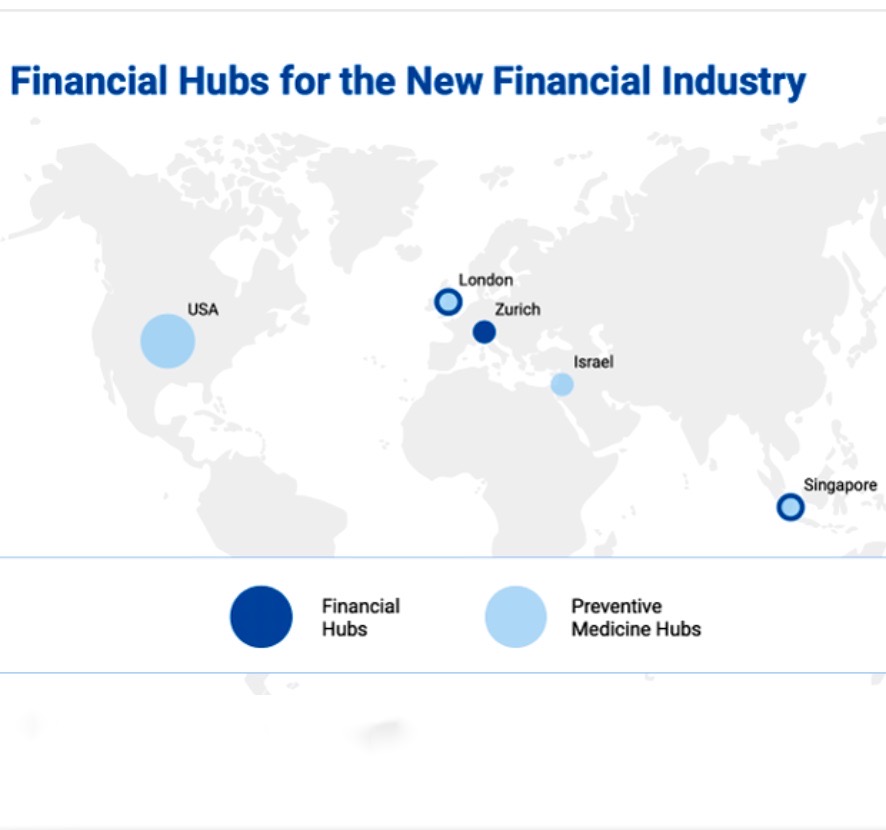 Financial Hubs for the New Financial Industry
London
USA
Zurich
Israel
Singapore
Financial
Hubs
Preventive
Medicine Hubs